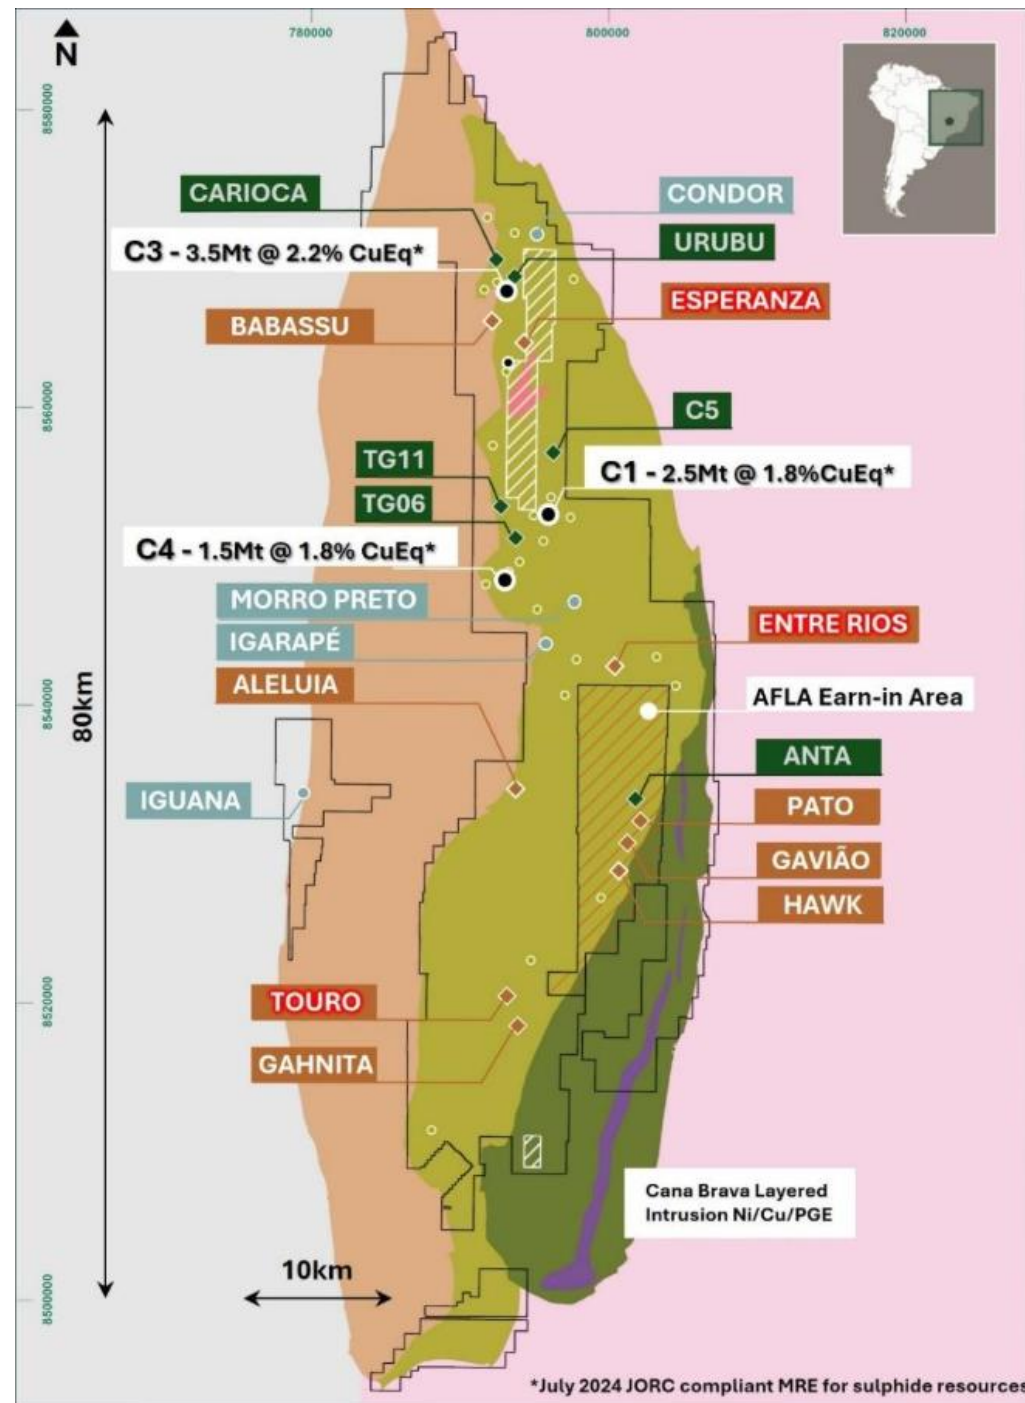 780000
800000
820000
N
8580000
CARIOCA
CONDOR
C3 - 3.5Mt @ 2.2% CuEq*
URUBU
BABASSU
ESPERANZA
8560000
C5
TG11
C1 - 2.5Mt @ 1.8%CuEq*
TG06
C4 - 1.5Mt @ 1.8% CuEq*
MORRO PRETO
ENTRE RIOS
IGARAPÉ
ALELUIA
80km
8540000
AFLA Earn-in Area
ANTA
IGUANA
PATO
GAVIÃO
HAWK
8520000
TOURO
GAHNITA
Cana Brava Layered
Intrusion Ni/Cu/PGE
10km
8500000
*July 2024 JORC compliant MRE for sulphide resources